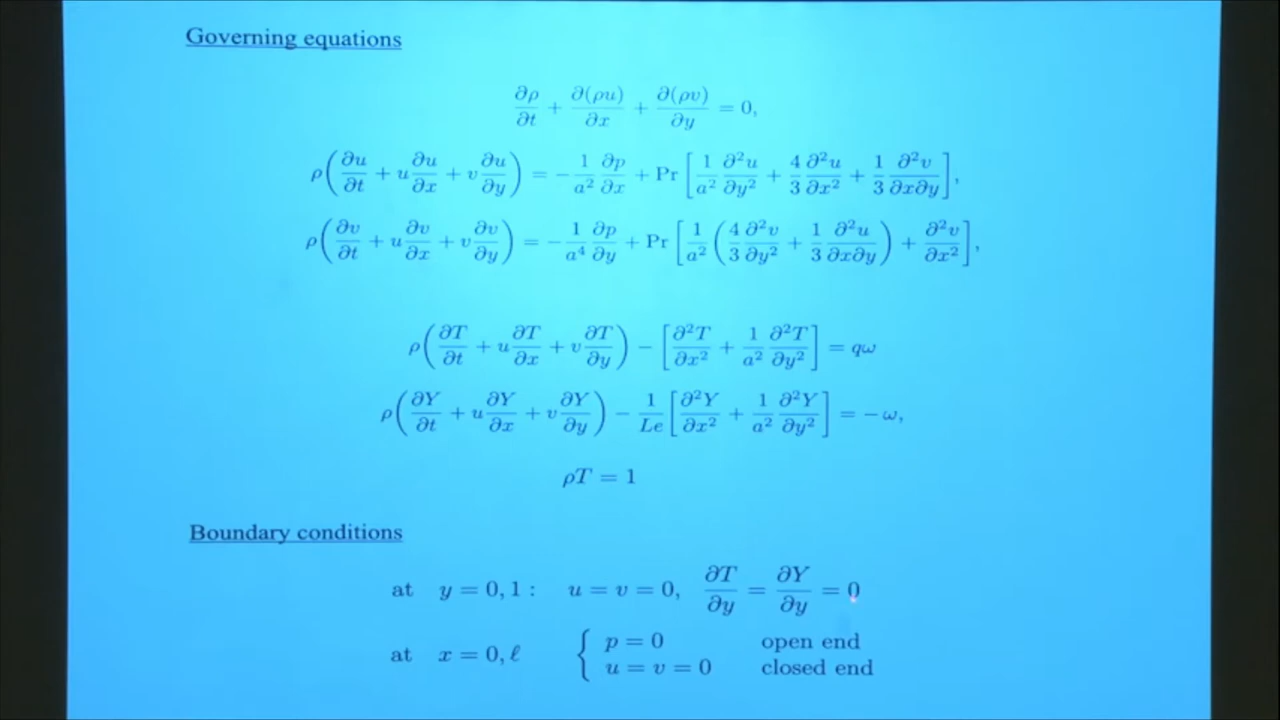 Governing equations
∂ρ/∂t + ∂(ρu)/∂x + ∂(ρv)/∂y = 0,
ρ(∂u/∂t + u ∂u/∂x + v ∂u/∂y) = − 1/a² ∂p/∂x + Pr [1/a² ∂²u/∂y² + 4/3 ∂²u/∂x² + 1/3 ∂²v/∂x∂y],
ρ(∂v/∂t + u ∂v/∂x + v ∂v/∂y) = − 1/a⁴ ∂p/∂y + Pr [1/a² (4/3 ∂²v/∂y² + 1/3 ∂²u/∂x∂y) + ∂²v/∂x²],
ρ(∂T/∂t + u ∂T/∂x + v ∂T/∂y) − [∂²T/∂x² + 1/a² ∂²T/∂y²] = qω
ρ(∂Y/∂t + u ∂Y/∂x + v ∂Y/∂y) − 1/Le [∂²Y/∂x² + 1/a² ∂²Y/∂y²] = − ω,
ρT = 1
Boundary conditions
at y = 0, 1 : u = v = 0, ∂T/∂y = ∂Y/∂y = 0
at x = 0, ℓ { p = 0 open end
u = v = 0 closed end